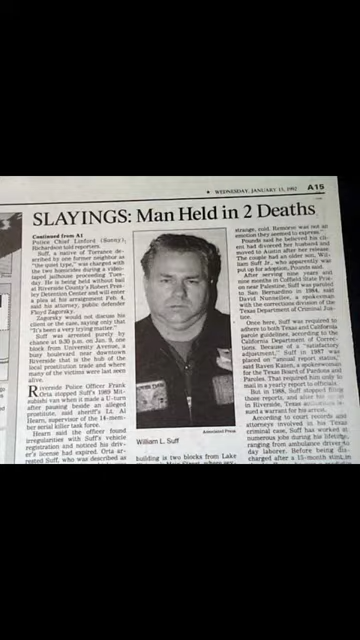 WEDNESDAY, JANUARY 15, 1992 A15
SLAYINGS: Man Held in 2 Deaths
Continued from A1
Police Chief Linford (Sonny)
Richardson told reporters.
Suff, a native of Torrance de-
scribed by one former neighbor as
"the quiet type," was charged with
the two homicides during a video-
taped jailhouse proceeding Tues-
day. He is being held without bail
at Riverside County's Robert Pres-
ley Detention Center and will enter
a plea at his arraignment Feb. 4,
said his attorney, public defender
Floyd Zagorsky.
Zagorsky would not discuss his
client or the case, saying only that
"It's been a very trying matter."
Suff was arrested purely by
chance at 9:30 p.m. on Jan. 9, one
block from University Avenue, a
busy boulevard near downtown
Riverside that is the hub of the
local prostitution trade and where
many of the victims were last seen
alive.
Riverside Police Officer Frank
Orta stopped Suff's 1989 Mit-
subishi van when it made a U-turn
after pausing beside an alleged
prostitute, said sheriff's Lt. Al
Hearn, supervisor of the 14-mem-
ber serial killer task force.
Hearn said the officer found
irregularities with Suff's vehicle
registration and noticed his driv-
er's license had expired. Orta ar-
rested Suff, who was described as
Associated Press
William L. Suff
building is two blocks from Lake
strange, cold. Remorse was not an
emotion they seemed to express."
Pounds said he believed his cli-
ent had divorced her husband and
moved to Austin after her release.
The couple had an older son, Wil-
liam Suff Jr., who apparently was
put up for adoption, Pounds said.
After serving nine years and
nine months in Coffield State Pris-
on near Palestine, Suff was paroled
to San Bernardino in 1984, said
David Nunnellee, a spokesman
with the corrections division of the
Texas Department of Criminal Jus-
tice.
Once here, Suff was required to
adhere to both Texas and California
parole guidelines, according to the
California Department of Correc-
tions. Because of a "satisfactory
adjustment," Suff in 1987 was
placed on "annual report status,"
said Raven Kazen, a spokeswoman
for the Texas Board of Pardons and
Paroles. That required him only to
mail in a yearly report to officials.
But in 1988, Suff stopped filing
those reports, and after
in Riverside, Texas
sued a warrant for his arrest.
According to court records and
attorneys involved in his Texas
criminal case, Suff has worked at
numerous jobs during his lifetime,
ranging from ambulance driver to
day laborer. Before being dis-
charged after a 15-month stint in